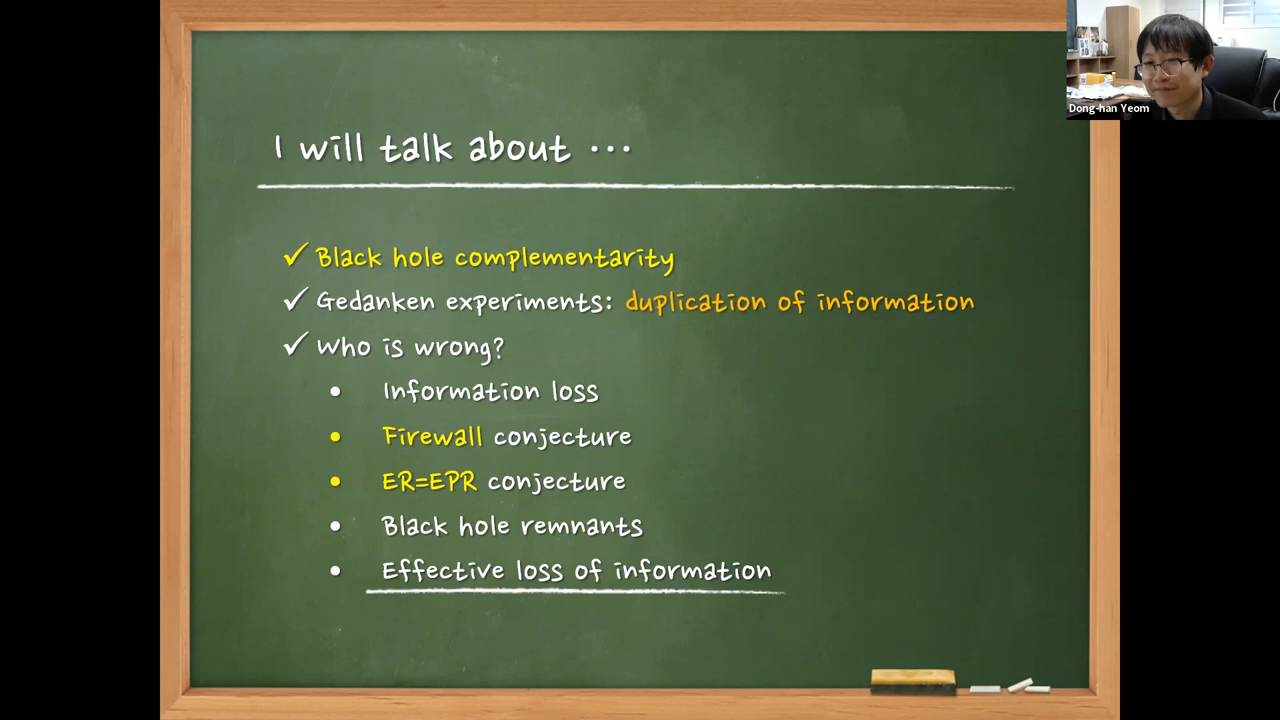 I will talk about ...
Dong-han Yeom
✓ Black hole complementarity
✓ Gedanken experiments: duplication of information
✓ Who is wrong?
• Information loss
• Firewall conjecture
• ER=EPR conjecture
• Black hole remnants
• Effective loss of information